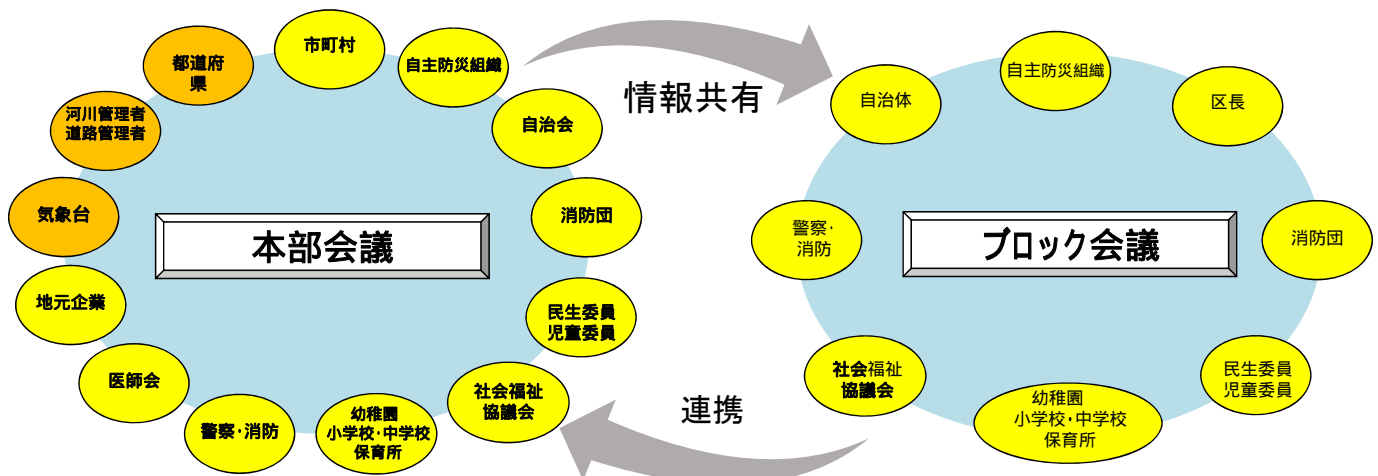 市町村
都道府
県
自主防災組織
河川管理者
道路管理者
自治会
気象台
消防団
本部会議
地元企業
民生委員
児童委員
医師会
社会福祉
協議会
警察・消防
幼稚園
小学校・中学校
保育所
情報共有
連携
自主防災組織
自治体
区長
警察・
消防
消防団
ブロック会議
社会福祉
協議会
民生委員
児童委員
幼稚園
小学校・中学校
保育所